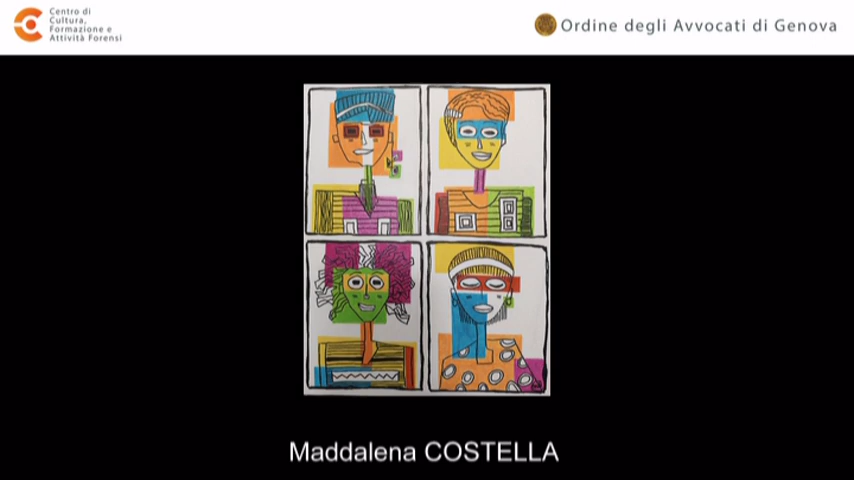 Centro di
Cultura,
Formazione e
Attività Forensi
Ordine degli Avvocati di Genova
Maddalena COSTELLA